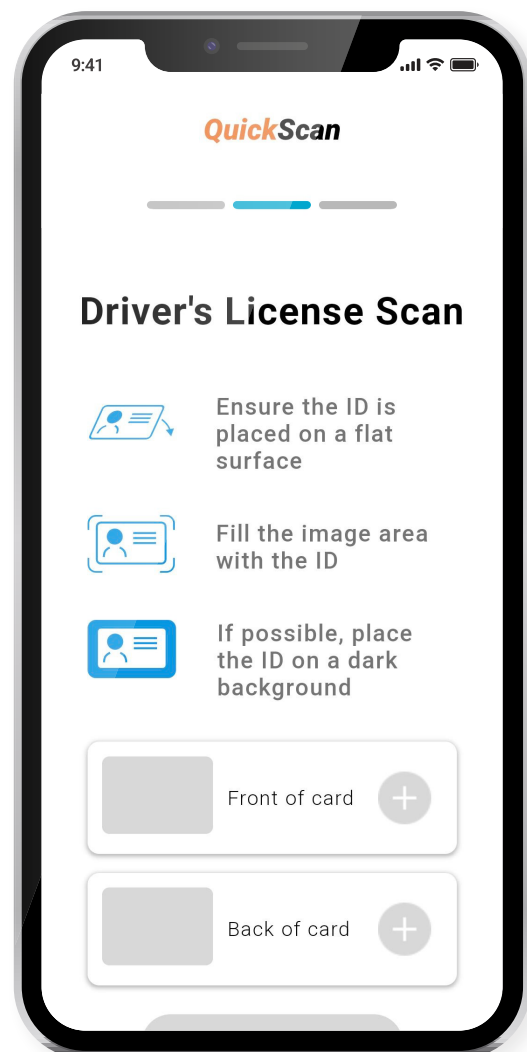 9:41
QuickScan
Driver's License Scan
Ensure the ID is
placed on a flat
surface
Fill the image area
with the ID
If possible, place
the ID on a dark
background
Front of card
Back of card